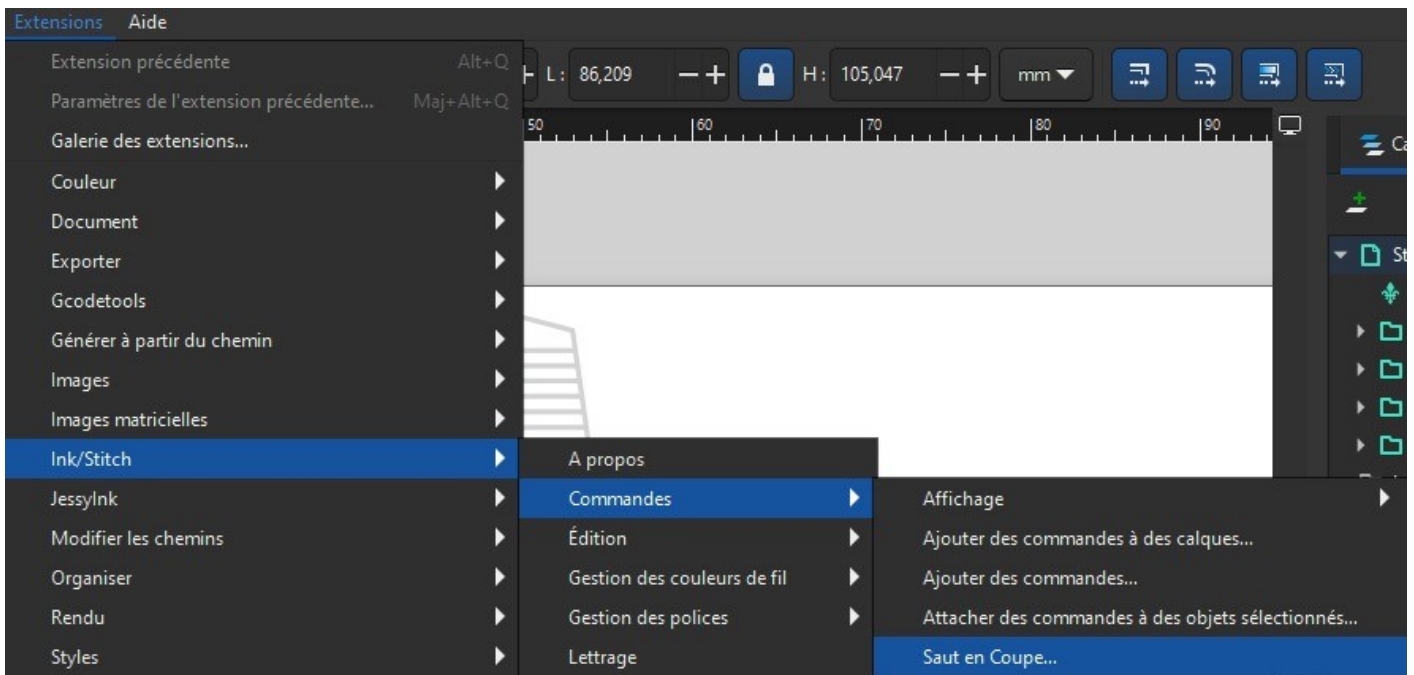 Extensions Aide
Extension précédente Alt+Q
L: 86,209 H: 105,047 mm
Paramètres de l'extension précédente... Maj+Alt+Q
Galerie des extensions...
50 60 70 80 90
Couleur
Document
Exporter
Gcodetools
Générer à partir du chemin
Images
Images matricielles
Ink/Stitch
A propos
JessyInk
Commandes
Affichage
Modifier les chemins
Édition
Ajouter des commandes à des calques...
Organiser
Gestion des couleurs de fil
Ajouter des commandes...
Rendu
Gestion des polices
Attacher des commandes à des objets sélectionnés...
Styles
Lettrage
Saut en Coupe...